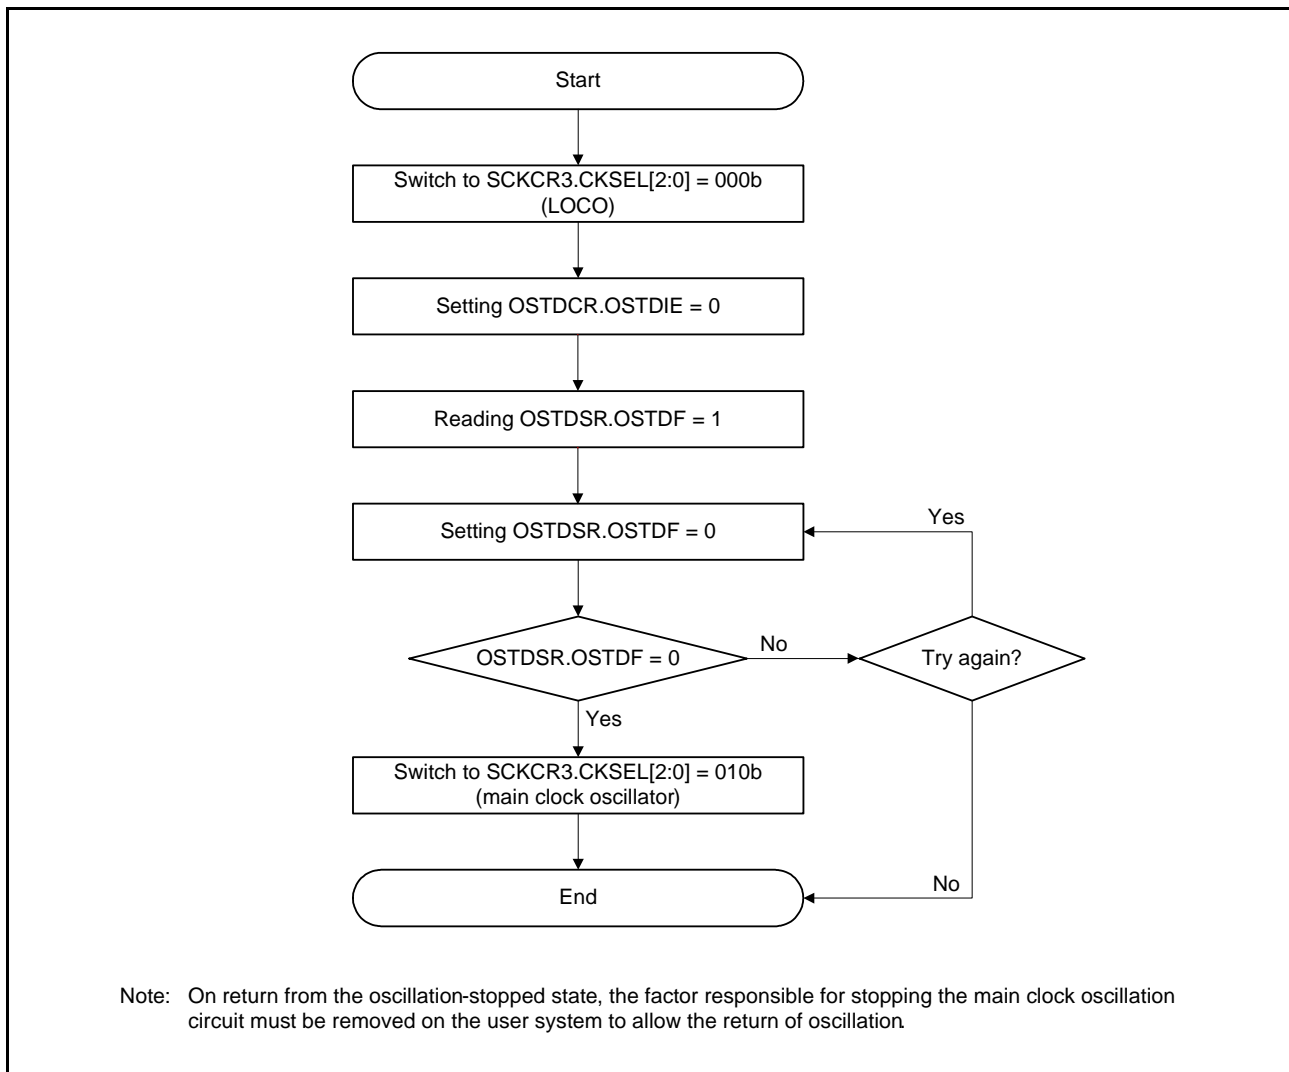 Start
Switch to SCKCR3.CKSEL[2:0] = 000b
(LOCO)
Setting OSTDCR.OSTDIE = 0
Reading OSTDSR.OSTDF = 1
Setting OSTDSR.OSTDF = 0
Yes
OSTDSR.OSTDF = 0
No
Try again?
Yes
Switch to SCKCR3.CKSEL[2:0] = 010b
(main clock oscillator)
No
End
Note: On return from the oscillation-stopped state, the factor responsible for stopping the main clock oscillation
circuit must be removed on the user system to allow the return of oscillation.